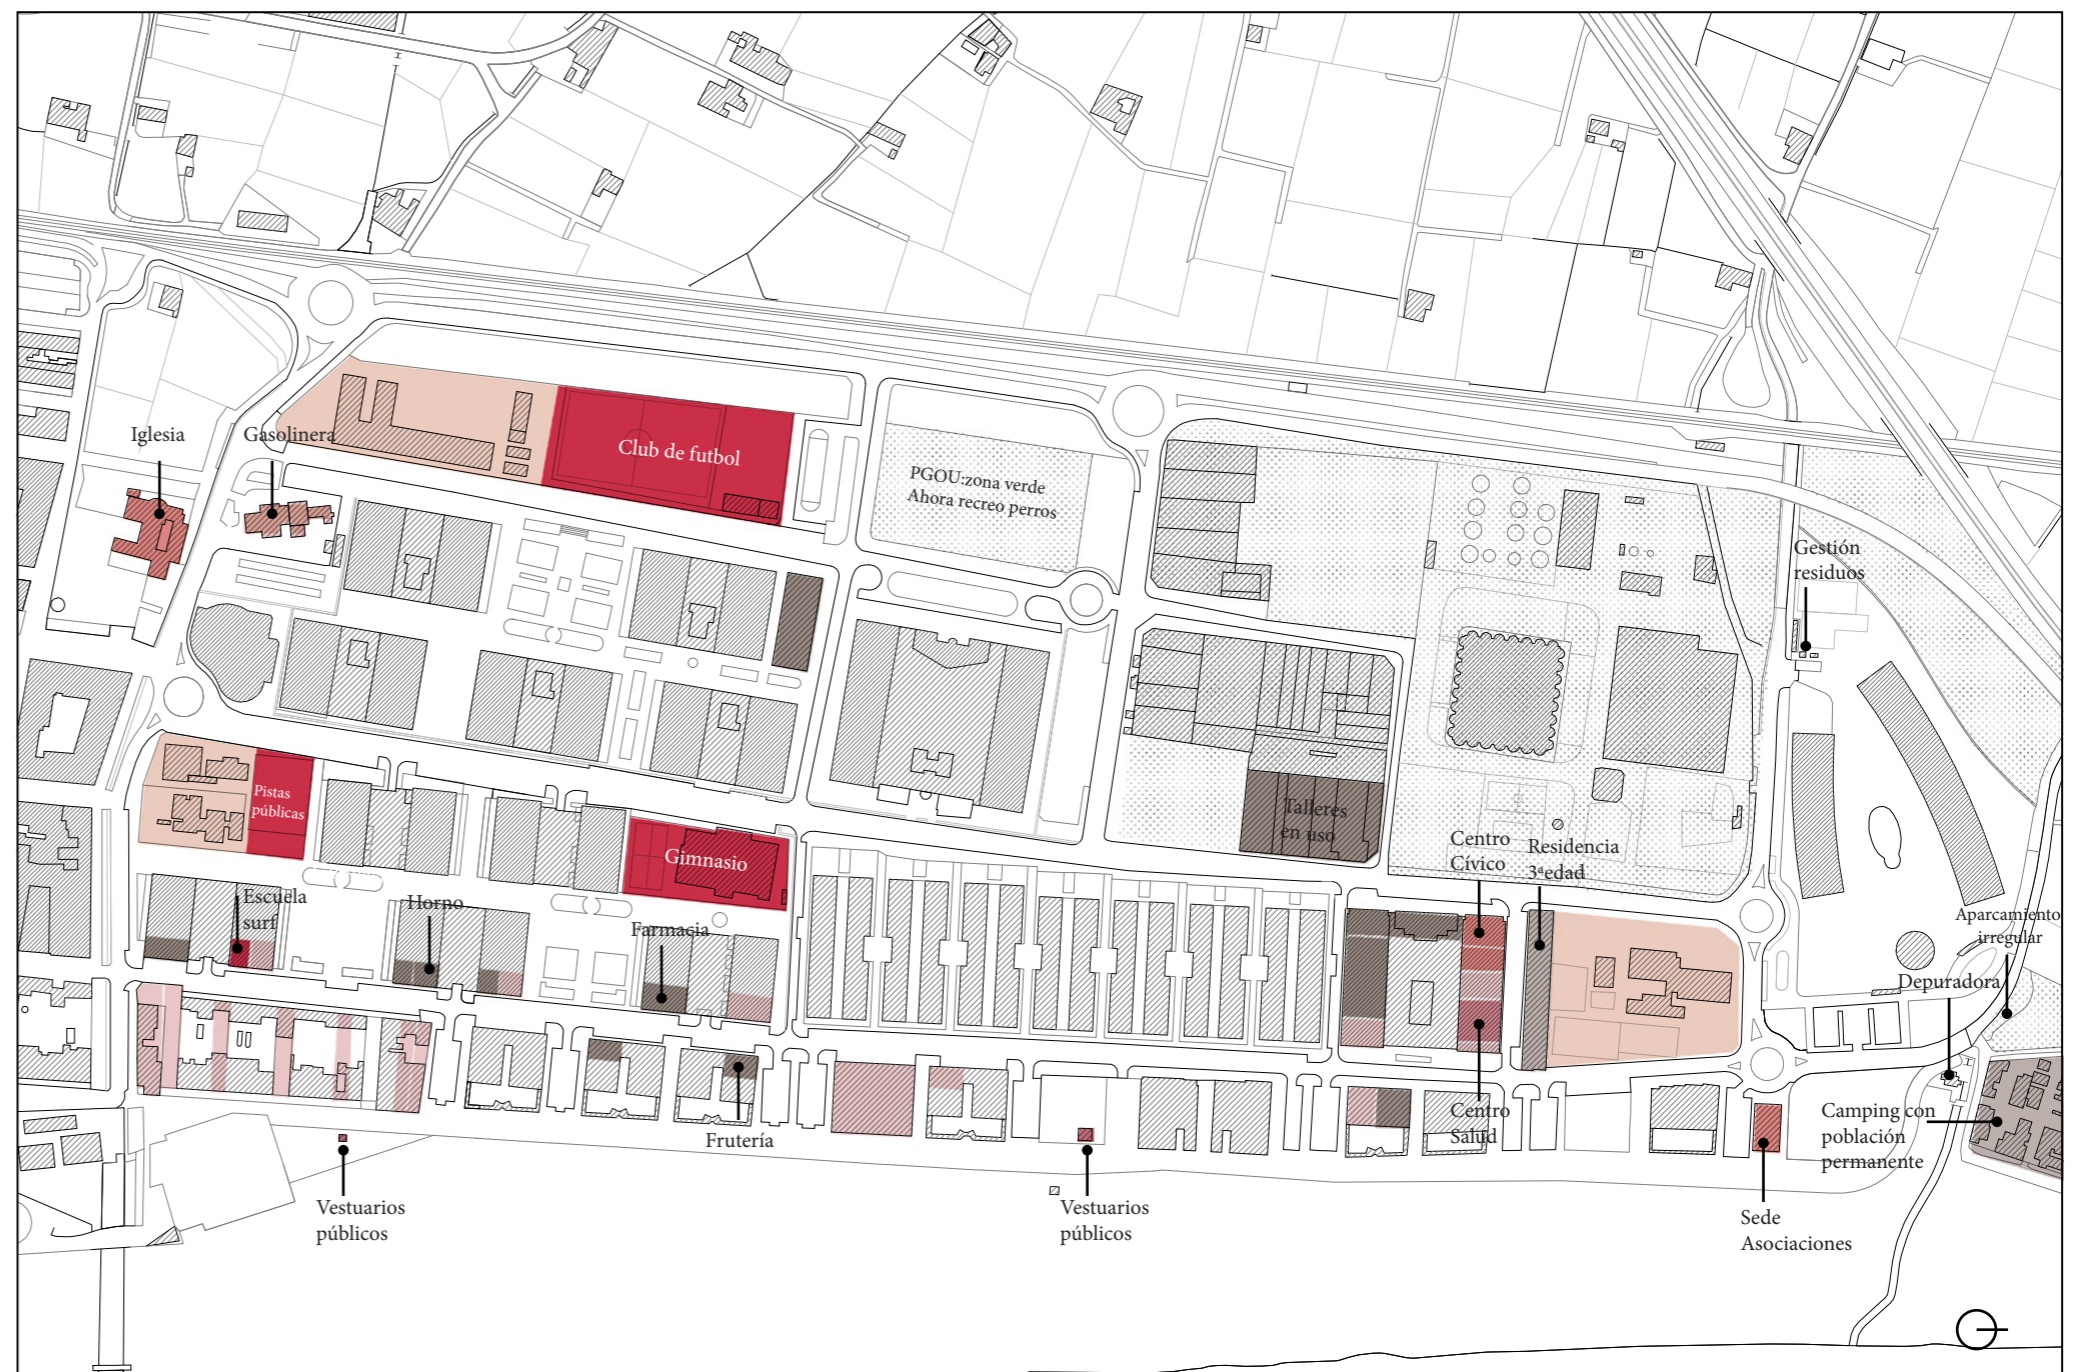 Iglesia
Gasolinera
Club de futbol
PGOU:zona verde
Ahora recreo perros
Gestión
residuos
Pistas
públicas
Gimnasio
Talleres
en uso
Centro
Cívico
Residencia
3ªedad
Escuela
surf
Horno
Farmacia
Aparcamiento
irregular
Depuradora
Frutería
Centro
Salud
Camping con
población
permanente
Vestuarios
públicos
Vestuarios
públicos
Sede
Asociaciones